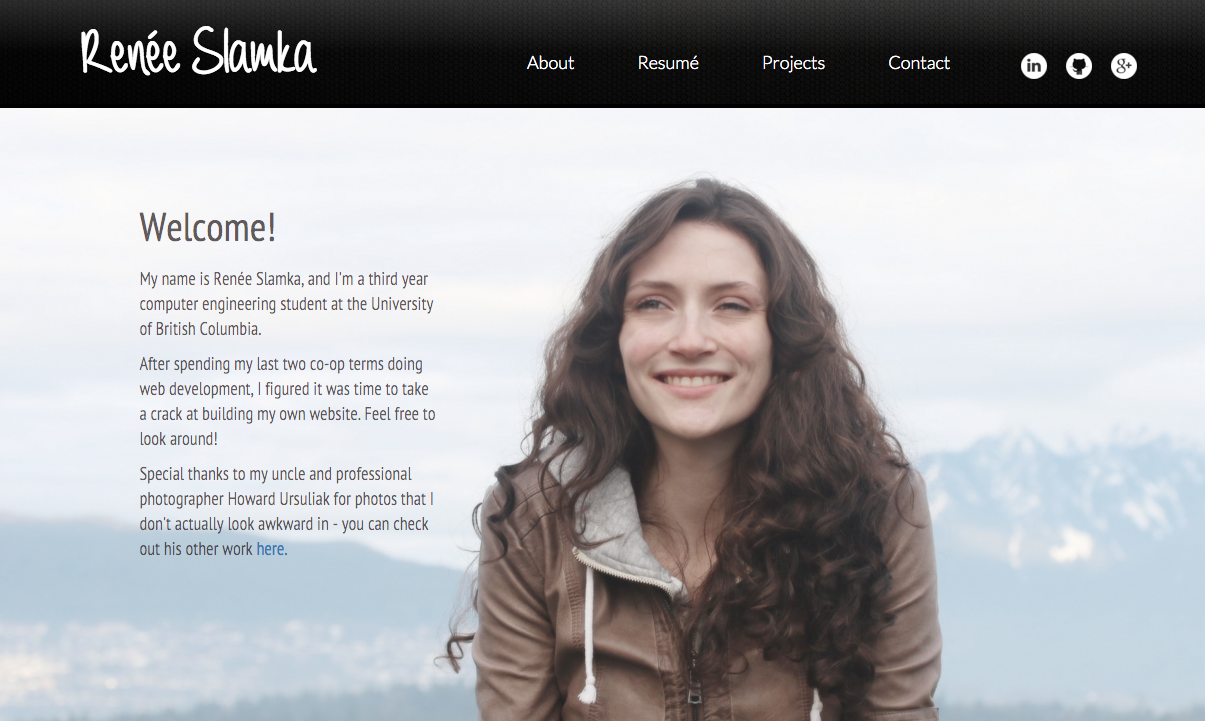 Renée Slamka
About Resumé Projects Contact in g+
Welcome!
My name is Renée Slamka, and I'm a third year
computer engineering student at the University
of British Columbia.
After spending my last two co-op terms doing
web development, I figured it was time to take
a crack at building my own website. Feel free to
look around!
Special thanks to my uncle and professional
photographer Howard Ursuliak for photos that I
don't actually look awkward in - you can check
out his other work here.